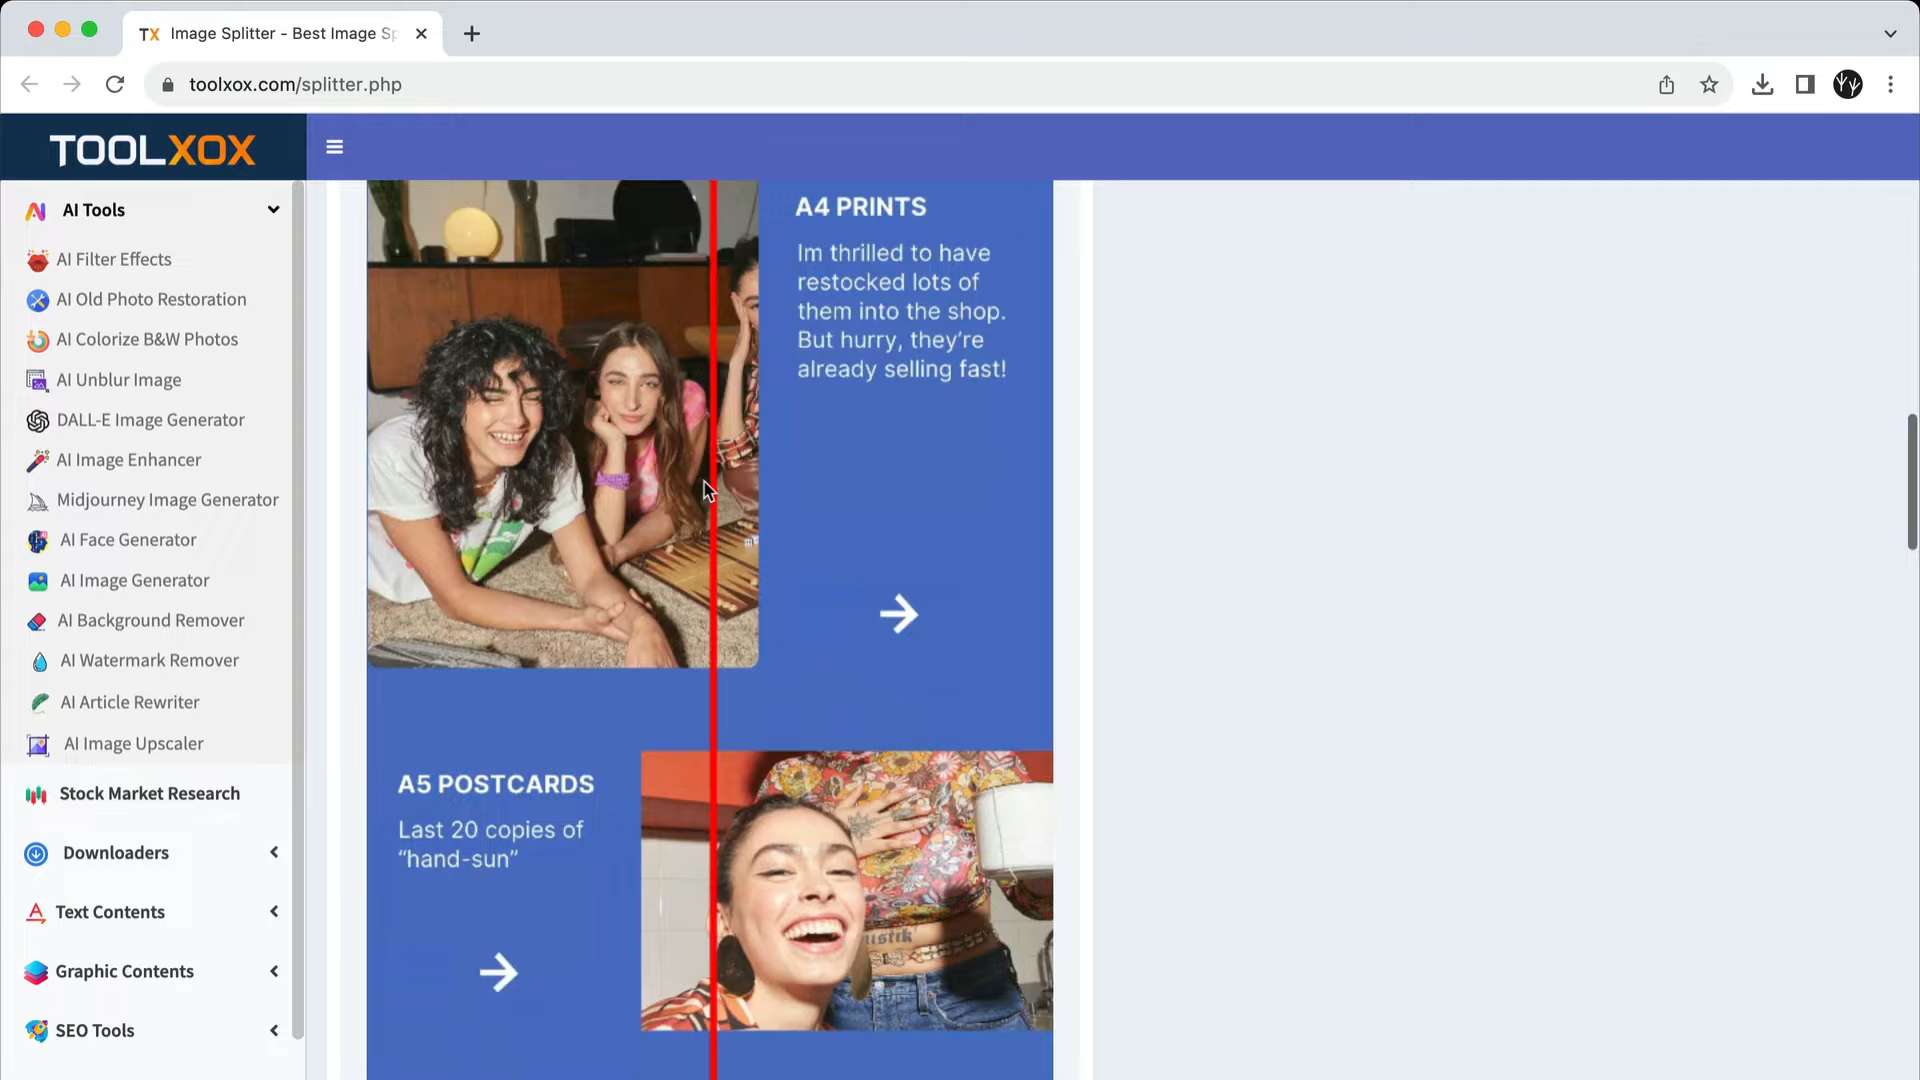 TX Image Splitter - Best Image Sp
toolxox.com/splitter.php
TOOLXOX
AI Tools
AI Filter Effects
AI Old Photo Restoration
AI Colorize B&W Photos
AI Unblur Image
DALL-E Image Generator
AI Image Enhancer
Midjourney Image Generator
AI Face Generator
AI Image Generator
AI Background Remover
AI Watermark Remover
AI Article Rewriter
AI Image Upscaler
Stock Market Research
Downloaders
Text Contents
Graphic Contents
SEO Tools
A4 PRINTS
Im thrilled to have
restocked lots of
them into the shop.
But hurry, they’re
already selling fast!
A5 POSTCARDS
Last 20 copies of
“hand-sun”